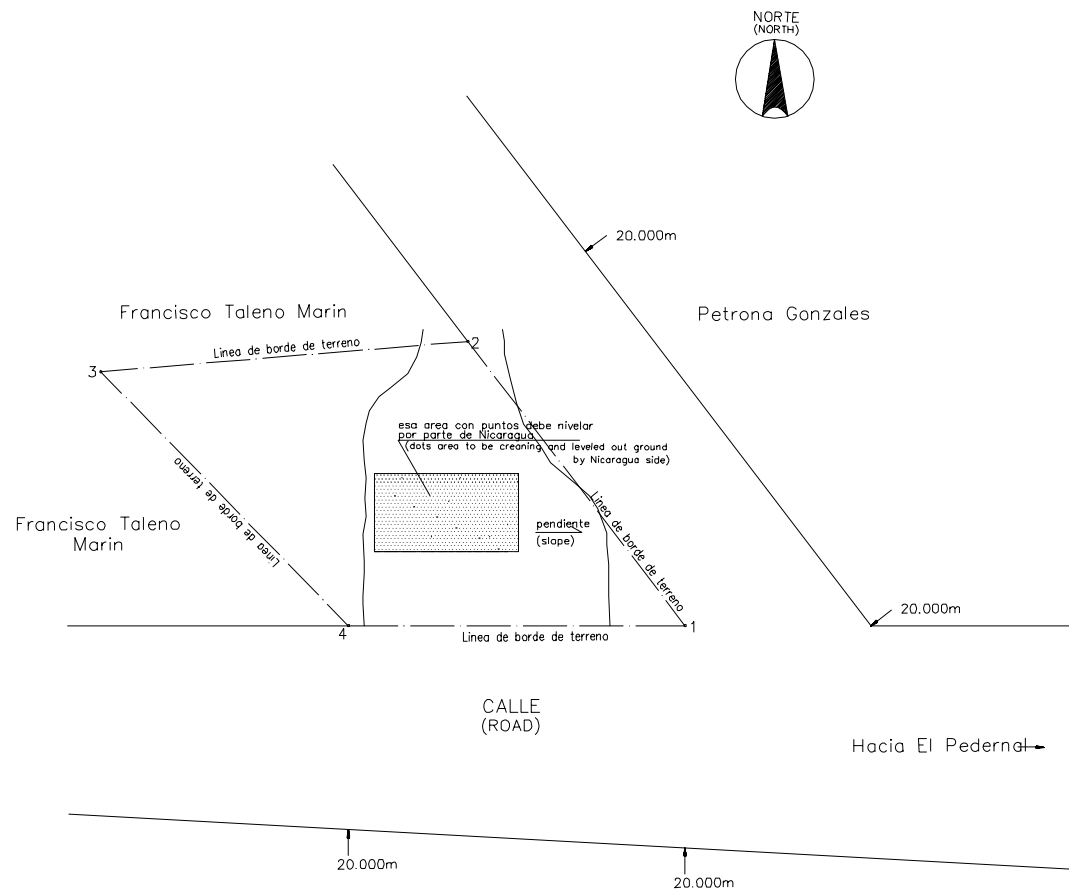 NORTE
(NORTH)
20.000m
Francisco Taleno Marin
Petrona Gonzales
Linea de borde de terreno
2
3
esa area con puntos debe nivelar
por parte de Nicaragua
(dots area to be creaning and leveled out ground
by Nicaragua side)
Linea de borde de terreno
Linea de borde de terreno
Francisco Taleno
Marin
pendiente
(slope)
20.000m
4
1
Linea de borde de terreno
CALLE
(ROAD)
Hacia El Pedernal
20.000m
20.000m